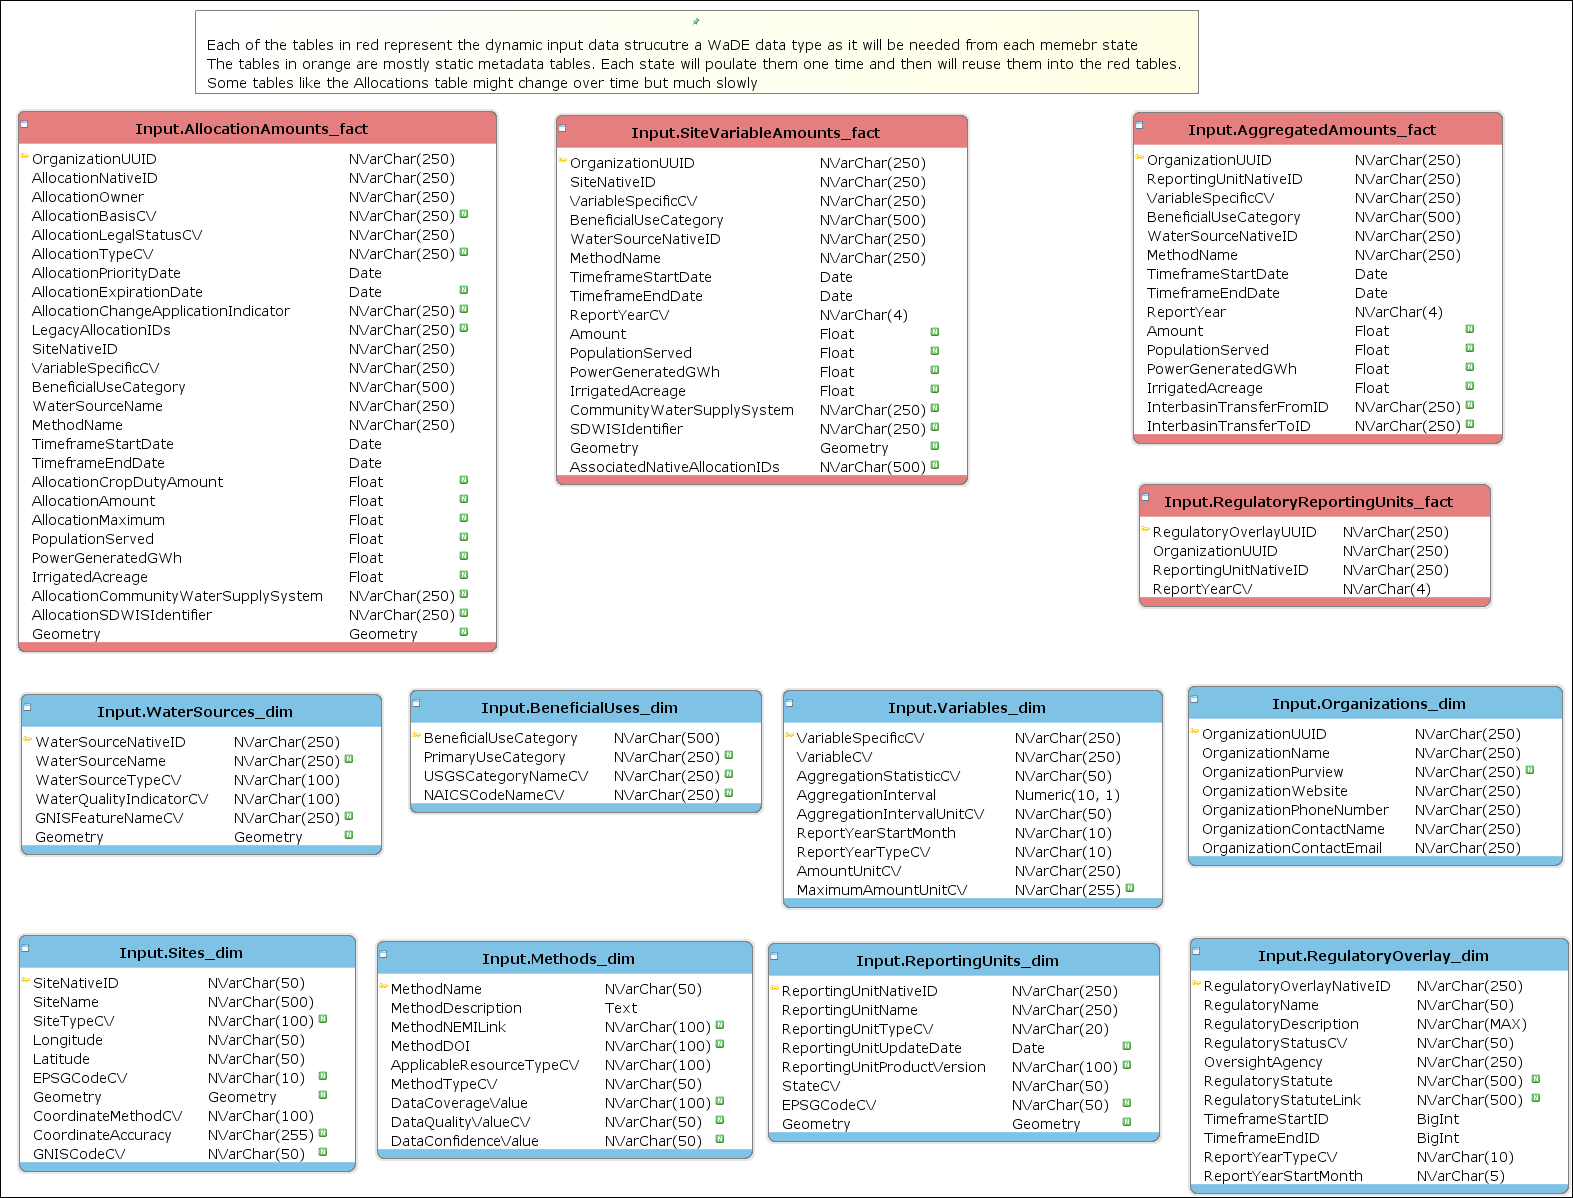 Each of the tables in red represent the dynamic input data strucutre a WaDE data type as it will be needed from each memebr state
The tables in orange are mostly static metadata tables. Each state will poulate them one time and then will reuse them into the red tables.
Some tables like the Allocations table might change over time but much slowly
Input.AllocationAmounts_fact
OrganizationUUID NVarChar(250)
AllocationNativeID NVarChar(250)
AllocationOwner NVarChar(250)
AllocationBasisCV NVarChar(250) N
AllocationLegalStatusCV NVarChar(250)
AllocationTypeCV NVarChar(250) N
AllocationPriorityDate Date
AllocationExpirationDate Date N
AllocationChangeApplicationIndicator NVarChar(250) N
LegacyAllocationIDs NVarChar(250) N
SiteNativeID NVarChar(250)
VariableSpecificCV NVarChar(250)
BeneficialUseCategory NVarChar(500)
WaterSourceName NVarChar(250)
MethodName NVarChar(250)
TimeframeStartDate Date
TimeframeEndDate Date
AllocationCropDutyAmount Float N
AllocationAmount Float N
AllocationMaximum Float N
PopulationServed Float N
PowerGeneratedGWh Float N
IrrigatedAcreage Float N
AllocationCommunityWaterSupplySystem NVarChar(250) N
AllocationSDWISIdentifier NVarChar(250) N
Geometry Geometry N
Input.SiteVariableAmounts_fact
OrganizationUUID NVarChar(250)
SiteNativeID NVarChar(250)
VariableSpecificCV NVarChar(250)
BeneficialUseCategory NVarChar(500)
WaterSourceNativeID NVarChar(250)
MethodName NVarChar(250)
TimeframeStartDate Date
TimeframeEndDate Date
ReportYearCV NVarChar(4)
Amount Float N
PopulationServed Float N
PowerGeneratedGWh Float N
IrrigatedAcreage Float N
CommunityWaterSupplySystem NVarChar(250) N
SDWISIdentifier NVarChar(250) N
Geometry Geometry N
AssociatedNativeAllocationIDs NVarChar(500) N
Input.AggregatedAmounts_fact
OrganizationUUID NVarChar(250)
ReportingUnitNativeID NVarChar(250)
VariableSpecificCV NVarChar(250)
BeneficialUseCategory NVarChar(500)
WaterSourceNativeID NVarChar(250)
MethodName NVarChar(250)
TimeframeStartDate Date
TimeframeEndDate Date
ReportYear NVarChar(4)
Amount Float N
PopulationServed Float N
PowerGeneratedGWh Float N
IrrigatedAcreage Float N
InterbasinTransferFromID NVarChar(250) N
InterbasinTransferToID NVarChar(250) N
Input.RegulatoryReportingUnits_fact
RegulatoryOverlayUUID NVarChar(250)
OrganizationUUID NVarChar(250)
ReportingUnitNativeID NVarChar(250)
ReportYearCV NVarChar(4)
Input.WaterSources_dim
WaterSourceNativeID NVarChar(250)
WaterSourceName NVarChar(250) N
WaterSourceTypeCV NVarChar(100)
WaterQualityIndicatorCV NVarChar(100)
GNISFeatureNameCV NVarChar(250) N
Geometry Geometry N
Input.BeneficialUses_dim
BeneficialUseCategory NVarChar(500)
PrimaryUseCategory NVarChar(250) N
USGSCategoryNameCV NVarChar(250) N
NAICSCodeNameCV NVarChar(250) N
Input.Variables_dim
VariableSpecificCV NVarChar(250)
VariableCV NVarChar(250)
AggregationStatisticCV NVarChar(50)
AggregationInterval Numeric(10, 1)
AggregationIntervalUnitCV NVarChar(50)
ReportYearStartMonth NVarChar(10)
ReportYearTypeCV NVarChar(10)
AmountUnitCV NVarChar(250)
MaximumAmountUnitCV NVarChar(255) N
Input.Organizations_dim
OrganizationUUID NVarChar(250)
OrganizationName NVarChar(250)
OrganizationPurview NVarChar(250) N
OrganizationWebsite NVarChar(250)
OrganizationPhoneNumber NVarChar(250)
OrganizationContactName NVarChar(250)
OrganizationContactEmail NVarChar(250)
Input.Sites_dim
SiteNativeID NVarChar(50)
SiteName NVarChar(500)
SiteTypeCV NVarChar(100) N
Longitude NVarChar(50)
Latitude NVarChar(50)
EPSGCodeCV NVarChar(10) N
Geometry Geometry N
CoordinateMethodCV NVarChar(100)
CoordinateAccuracy NVarChar(255) N
GNISCodeCV NVarChar(50) N
Input.Methods_dim
MethodName NVarChar(50)
MethodDescription Text
MethodNEMILink NVarChar(100) N
MethodDOI NVarChar(100) N
ApplicableResourceTypeCV NVarChar(100)
MethodTypeCV NVarChar(50)
DataCoverageValue NVarChar(100) N
DataQualityValueCV NVarChar(50) N
DataConfidenceValue NVarChar(50) N
Input.ReportingUnits_dim
ReportingUnitNativeID NVarChar(250)
ReportingUnitName NVarChar(250)
ReportingUnitTypeCV NVarChar(20)
ReportingUnitUpdateDate Date N
ReportingUnitProductVersion NVarChar(100) N
StateCV NVarChar(50)
EPSGCodeCV NVarChar(50) N
Geometry Geometry N
Input.RegulatoryOverlay_dim
RegulatoryOverlayNativeID NVarChar(250)
RegulatoryName NVarChar(50)
RegulatoryDescription NVarChar(MAX)
RegulatoryStatusCV NVarChar(50)
OversightAgency NVarChar(250)
RegulatoryStatute NVarChar(500) N
RegulatoryStatuteLink NVarChar(500) N
TimeframeStartID BigInt
TimeframeEndID BigInt
ReportYearTypeCV NVarChar(10)
ReportYearStartMonth NVarChar(5)